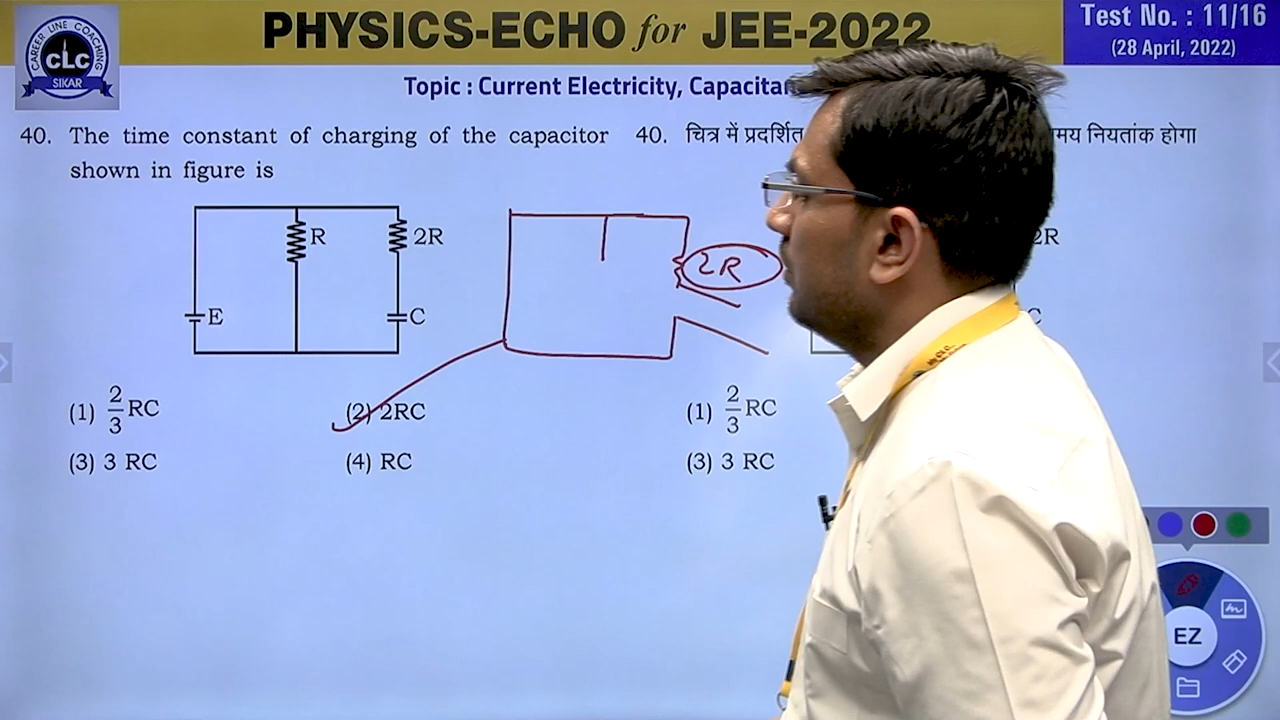 PHYSICS-ECHO for JEE-2022
Test No. : 11/16
(28 April, 2022)
CAREER LINE COACHING
CLC
SIKAR
Topic : Current Electricity,
40. The time constant of charging of the capacitor
shown in figure is
R
2R
E
C
(1) 2/3 RC
(2) 2RC
(3) 3 RC
(4) RC
2R
40. चित्र में प्रदर्शित
नियतांक होगा
2R
C
(1) 2/3 RC
(3) 3 RC
EZ